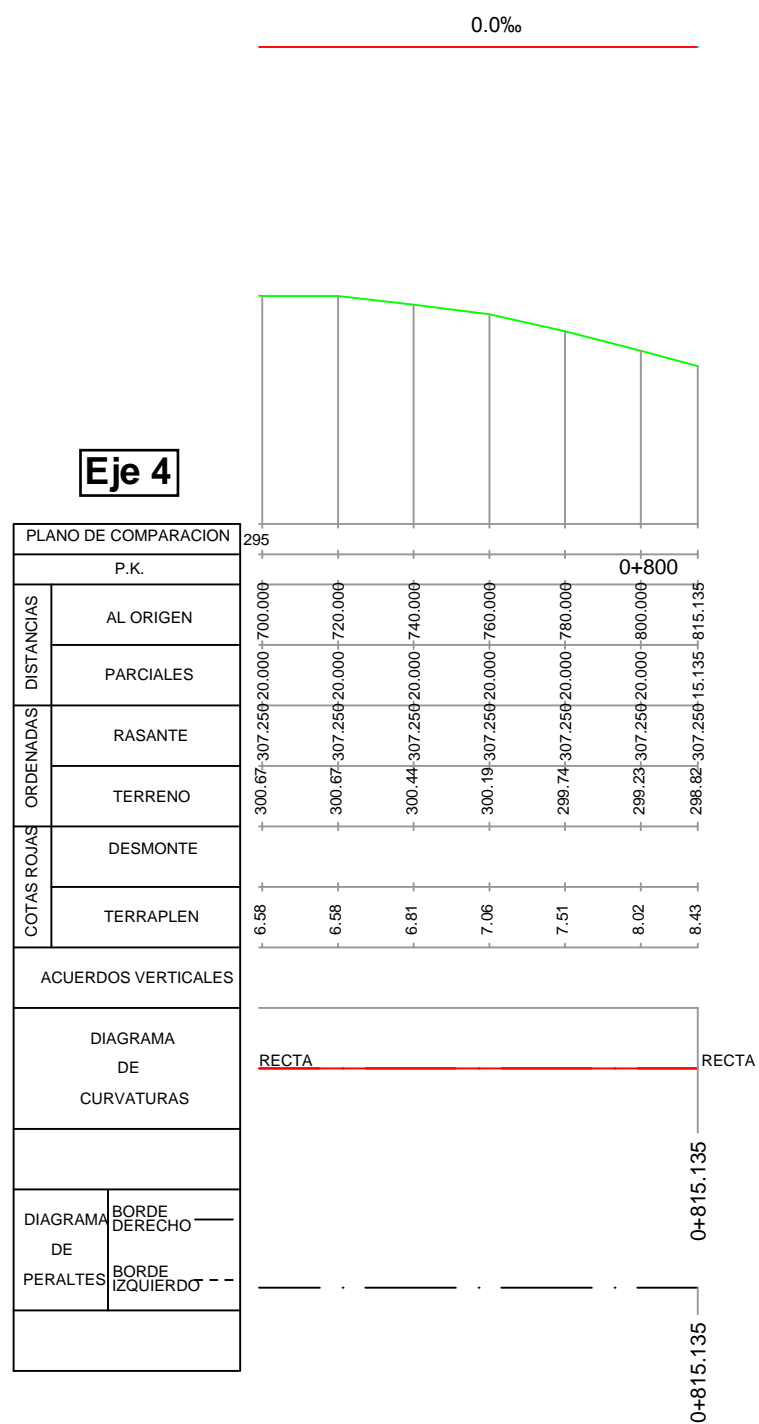 0.0‰
Eje 4
PLANO DE COMPARACION 295
P.K. 0+800
DISTANCIAS
AL ORIGEN 700.000 720.000 740.000 760.000 780.000 800.000 815.135
PARCIALES 20.000 20.000 20.000 20.000 20.000 20.000 15.135
ORDENADAS
RASANTE 307.250 307.250 307.250 307.250 307.250 307.250 307.250
TERRENO 300.67 300.67 300.44 300.19 299.74 299.23 298.82
COTAS ROJAS
DESMONTE
TERRAPLEN 6.58 6.58 6.81 7.06 7.51 8.02 8.43
ACUERDOS VERTICALES
DIAGRAMA
DE
CURVATURAS
RECTA RECTA
0+815.135
DIAGRAMA
DE
PERALTES
BORDE
DERECHO
BORDE
IZQUIERDO
0+815.135